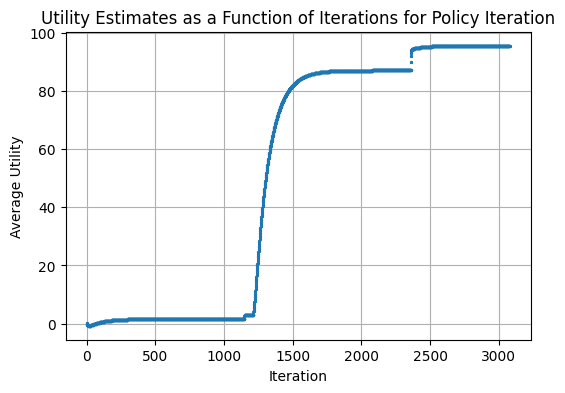 Utility Estimates as a Function of Iterations for Policy Iteration
100
80
60
40
20
0
Average Utility
0 500 1000 1500 2000 2500 3000
Iteration